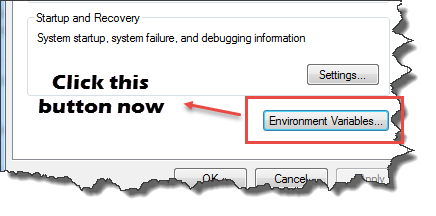 Startup and Recovery
System startup, system failure, and debugging information
Settings...
Click this
button now
Environment Variables...
OK
Cancel
Apply